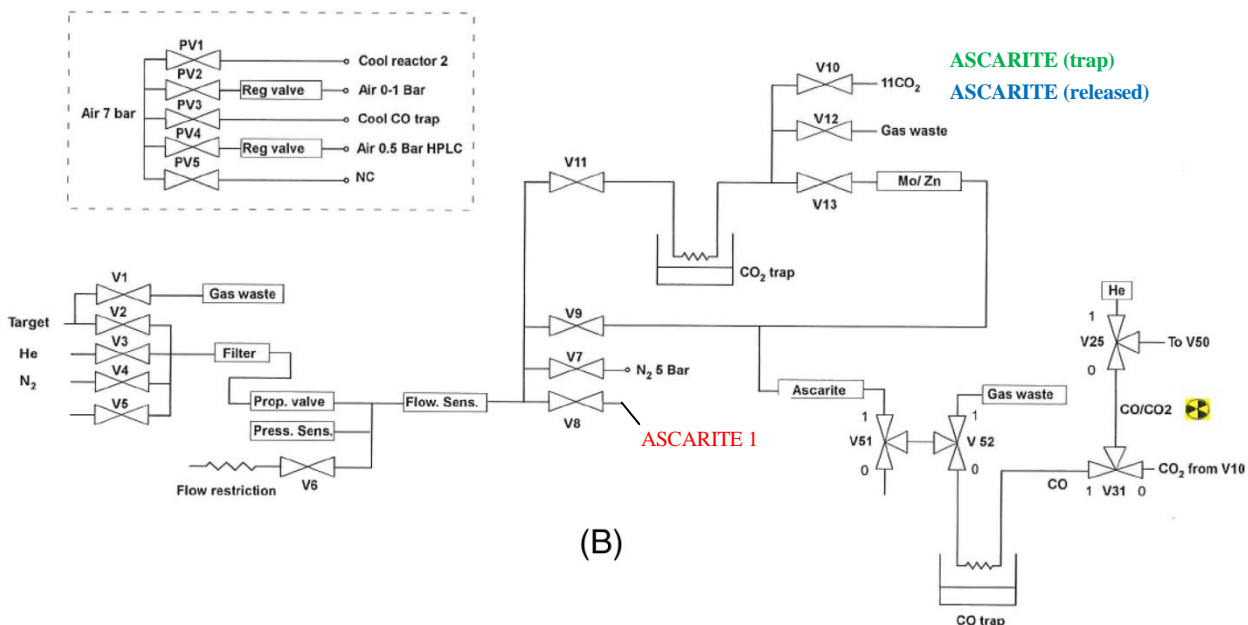 PV1
Cool reactor 2
PV2
Reg valve
Air 0-1 Bar
PV3
Air 7 bar
Cool CO trap
PV4
Reg valve
Air 0.5 Bar HPLC
PV5
NC
ASCARITE (trap)
ASCARITE (released)
V10
11CO₂
V12
Gas waste
V11
V13
Mo/ Zn
CO₂ trap
V1
Gas waste
Target
V2
He
V3
Filter
N₂
V4
V5
Prop. valve
Press. Sens.
Flow. Sens.
Flow restriction
V6
V9
V7
N₂ 5 Bar
V8
ASCARITE 1
Ascarite
Gas waste
1
V51
0
1
V 52
0
He
1
V25
To V50
0
CO/CO2
CO
CO₂ from V10
1 V31 0
CO trap
(B)